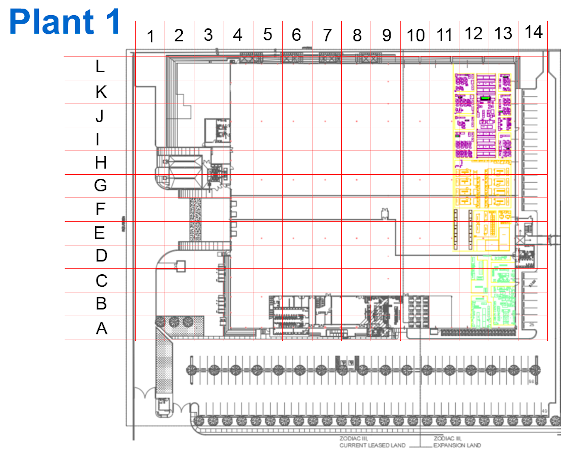 Plant 1
1 2 3 4 5 6 7 8 9 10 11 12 13 14
L
K
J
I
H
G
F
E
D
C
B
A
ZODIAC III, ZODIAC III,
CURRENT LEASED LAND EXPANSION LAND